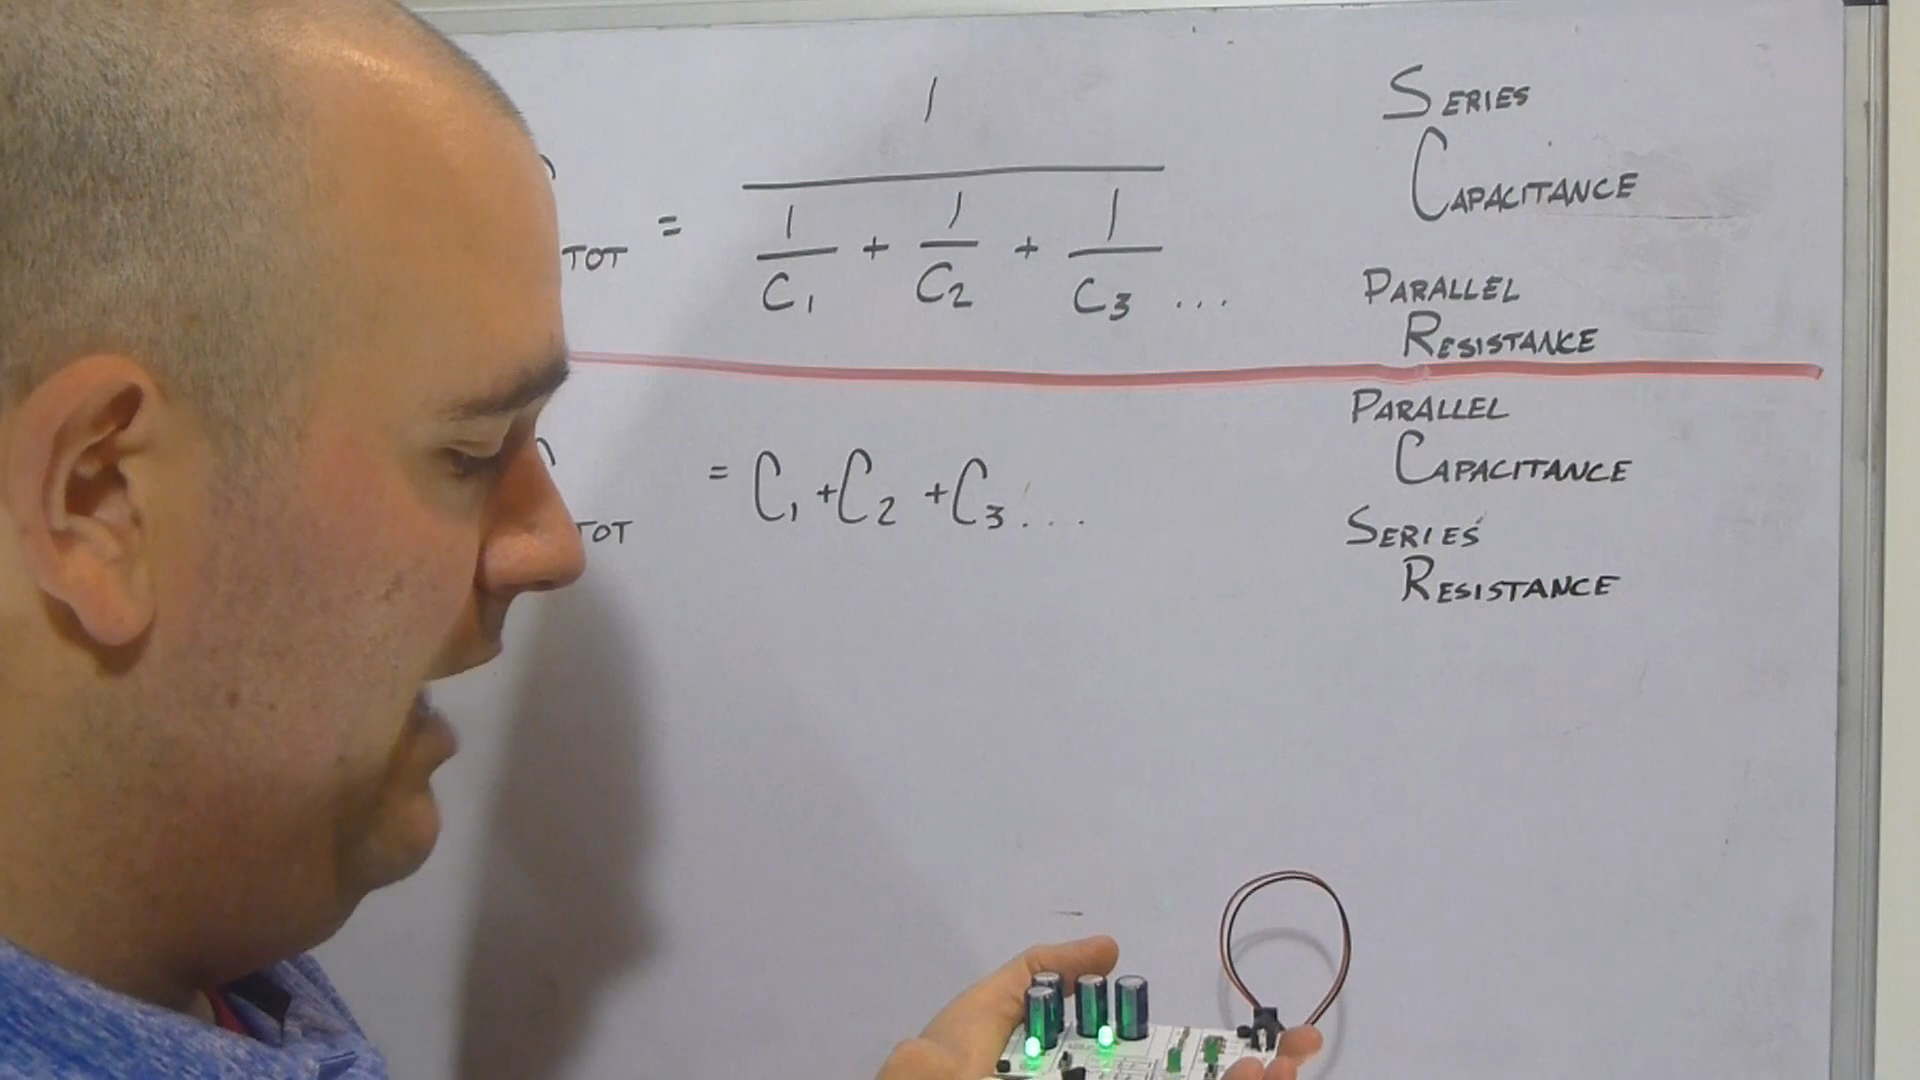 1
TOT = 1/C1 + 1/C2 + 1/C3 ...
SERIES
CAPACITANCE
PARALLEL
RESISTANCE
TOT = C1 + C2 + C3 ...
PARALLEL
CAPACITANCE
SERIES
RESISTANCE